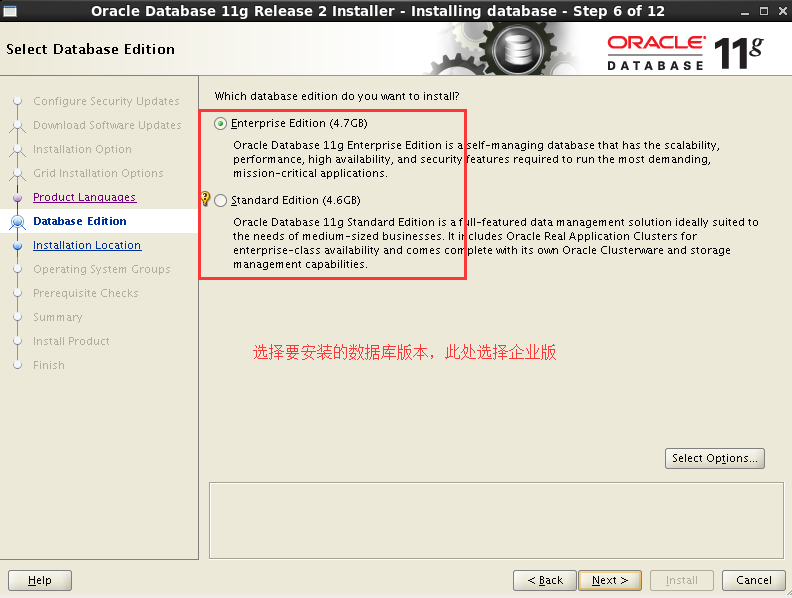 Oracle Database 11g Release 2 Installer - Installing database - Step 6 of 12
Select Database Edition
ORACLE
DATABASE
11g
Configure Security Updates
Download Software Updates
Installation Option
Grid Installation Options
Product Languages
Database Edition
Installation Location
Operating System Groups
Prerequisite Checks
Summary
Install Product
Finish
Which database edition do you want to install?
Enterprise Edition (4.7GB)
Oracle Database 11g Enterprise Edition is a self-managing database that has the scalability,
performance, high availability, and security features required to run the most demanding,
mission-critical applications.
Standard Edition (4.6GB)
Oracle Database 11g Standard Edition is a full-featured data management solution ideally suited to
the needs of medium-sized businesses. It includes Oracle Real Application Clusters for
enterprise-class availability and comes complete with its own Oracle Clusterware and storage
management capabilities.
选择要安装的数据库版本，此处选择企业版
Select Options...
Help
< Back
Next >
Install
Cancel